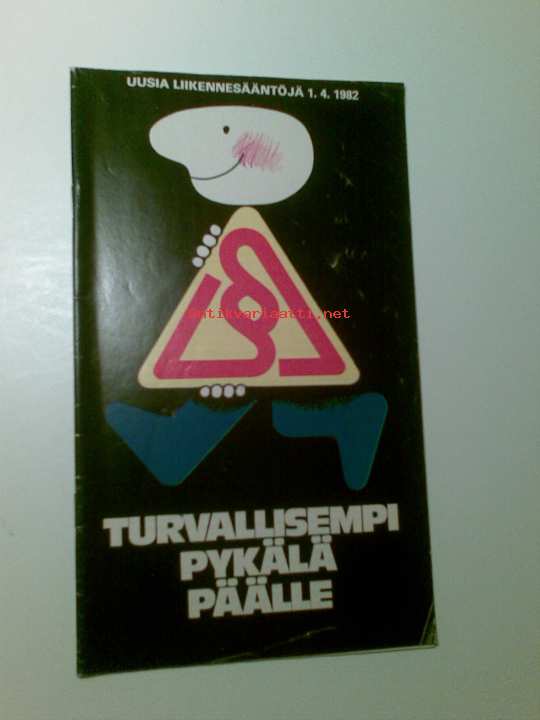 UUSIA LIIKENNESÄÄNTÖJÄ 1. 4. 1982
§
antikvariaatti.net
TURVALLISEMPI
PYKÄLÄ
PÄÄLLE